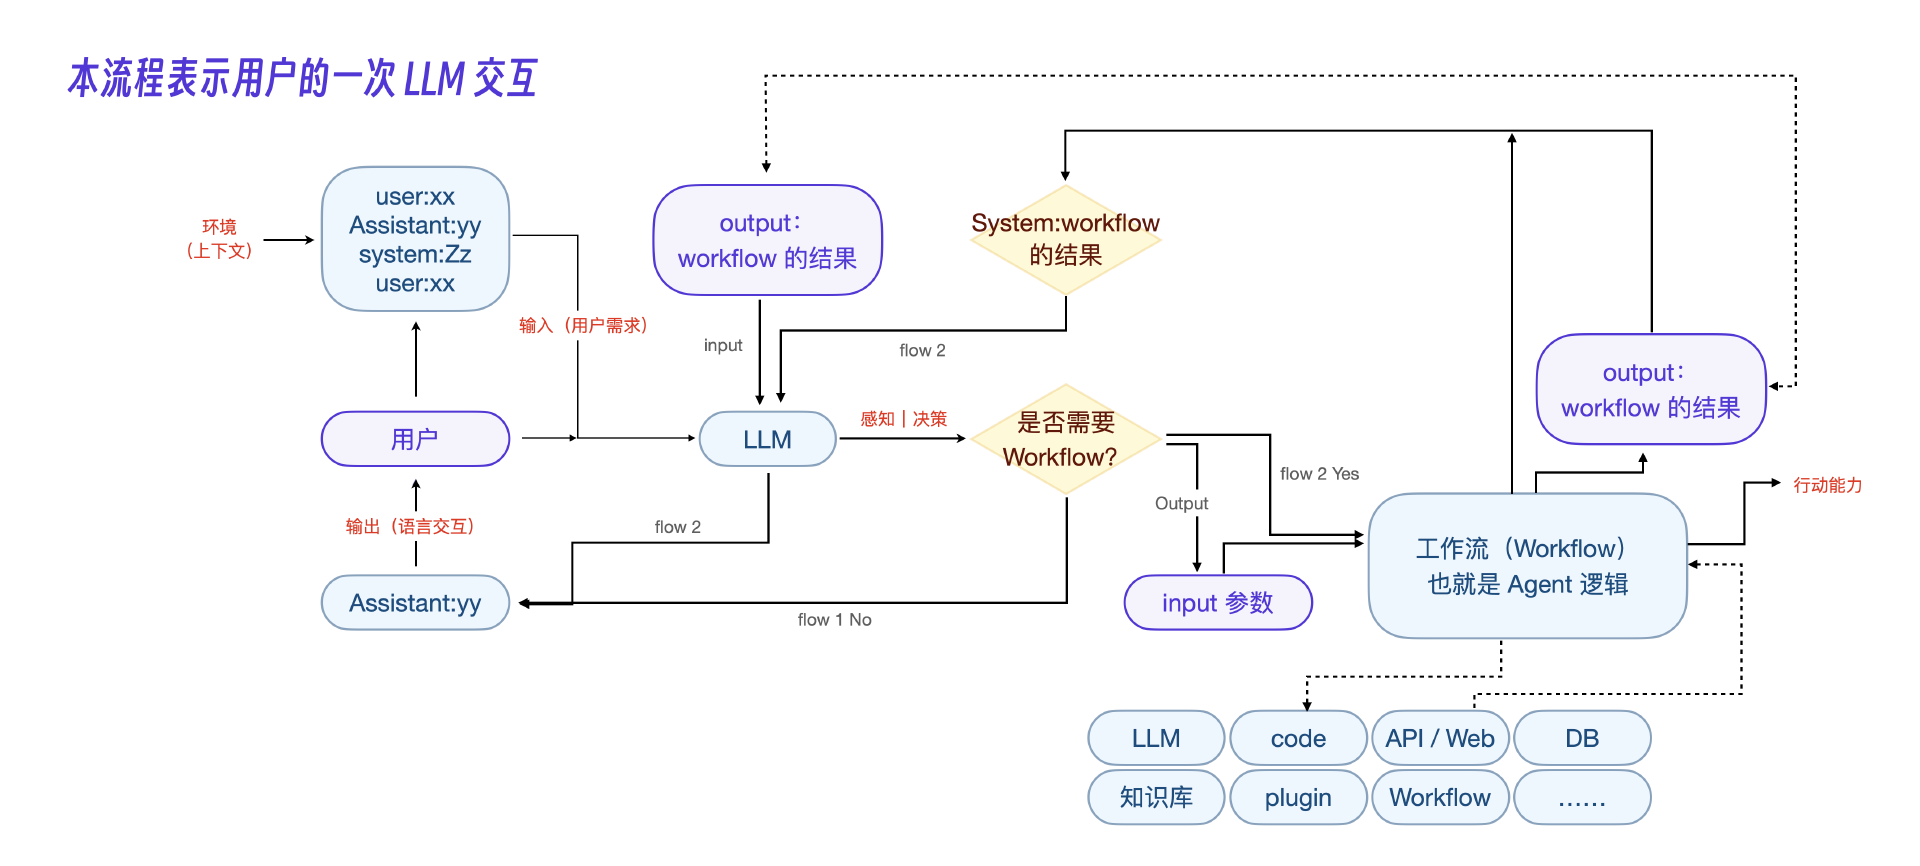 本流程表示用户的一次 LLM 交互
环境
（上下文）
user:xx
Assistant:yy
system:Zz
user:xx
output：
workflow 的结果
System:workflow
的结果
输入（用户需求）
input
flow 2
output：
workflow 的结果
用户
LLM
感知｜决策
是否需要
Workflow?
flow 2 Yes
Output
行动能力
输出（语言交互）
flow 2
工作流（Workflow）
也就是 Agent 逻辑
Assistant:yy
flow 1 No
input 参数
LLM
code
API / Web
DB
知识库
plugin
Workflow
……